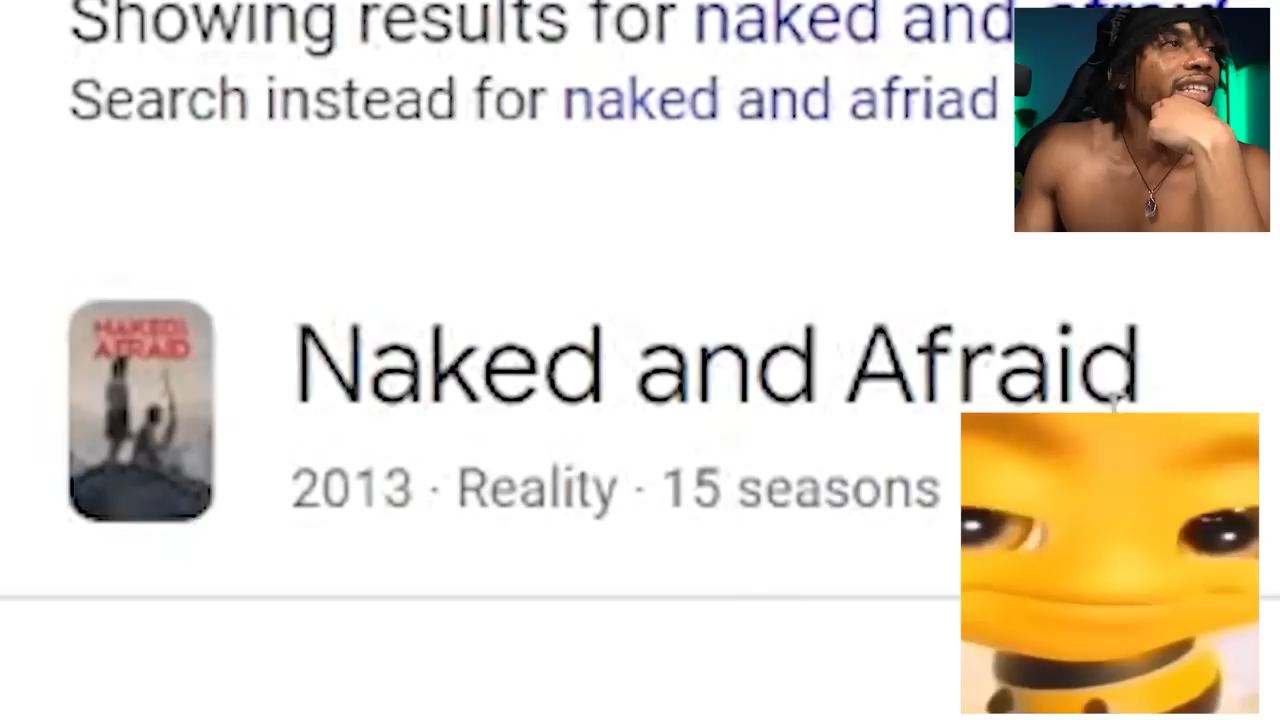 Showing results for naked and afraid
Search instead for naked and afriad
NAKED &
AFRAID
Naked and Afraid
2013 · Reality · 15 seasons